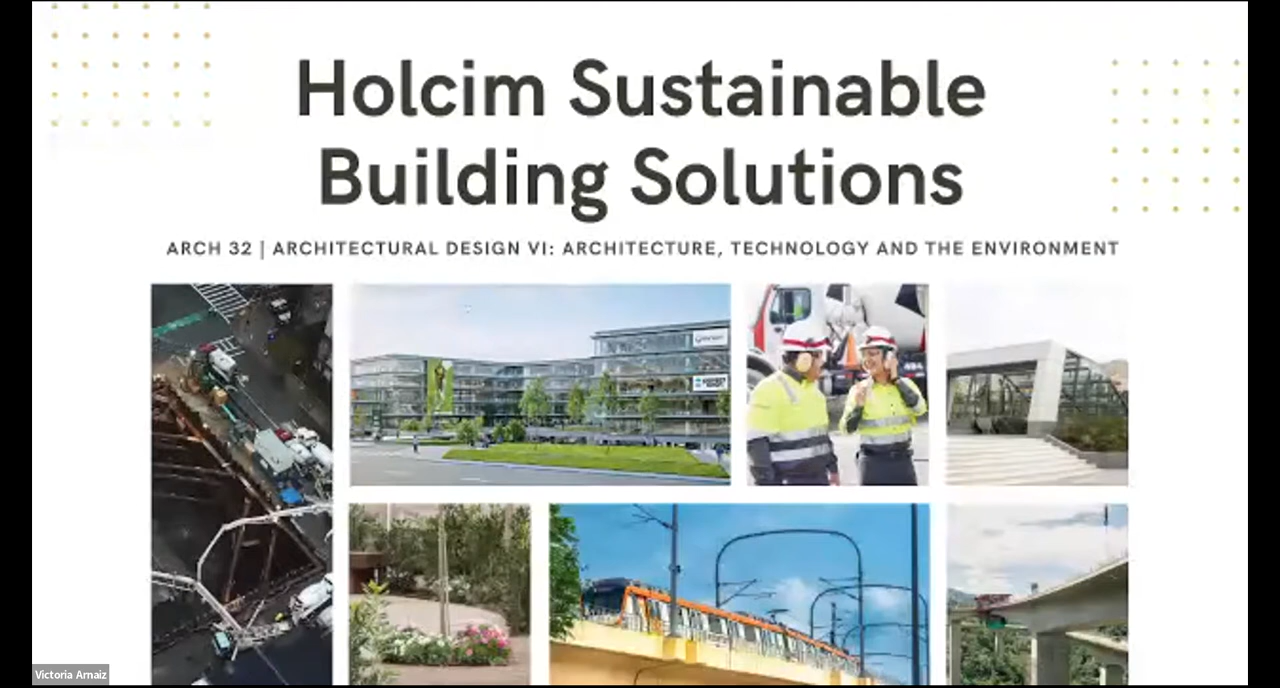 Holcim Sustainable
Building Solutions
ARCH 32 | ARCHITECTURAL DESIGN VI: ARCHITECTURE, TECHNOLOGY AND THE ENVIRONMENT
Victoria Arnaiz